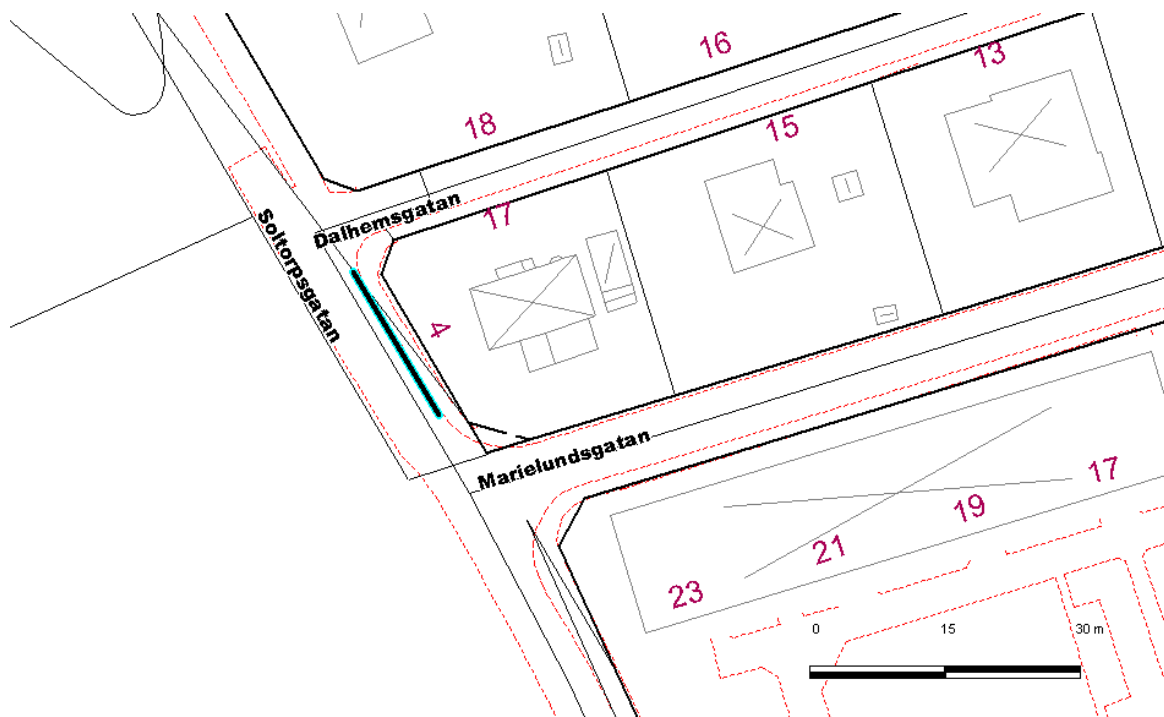 16
13
18
15
Dalhemsgatan
17
Soltorpsgatan
4
Marielundsgatan
17
19
21
23
0 15 30 m